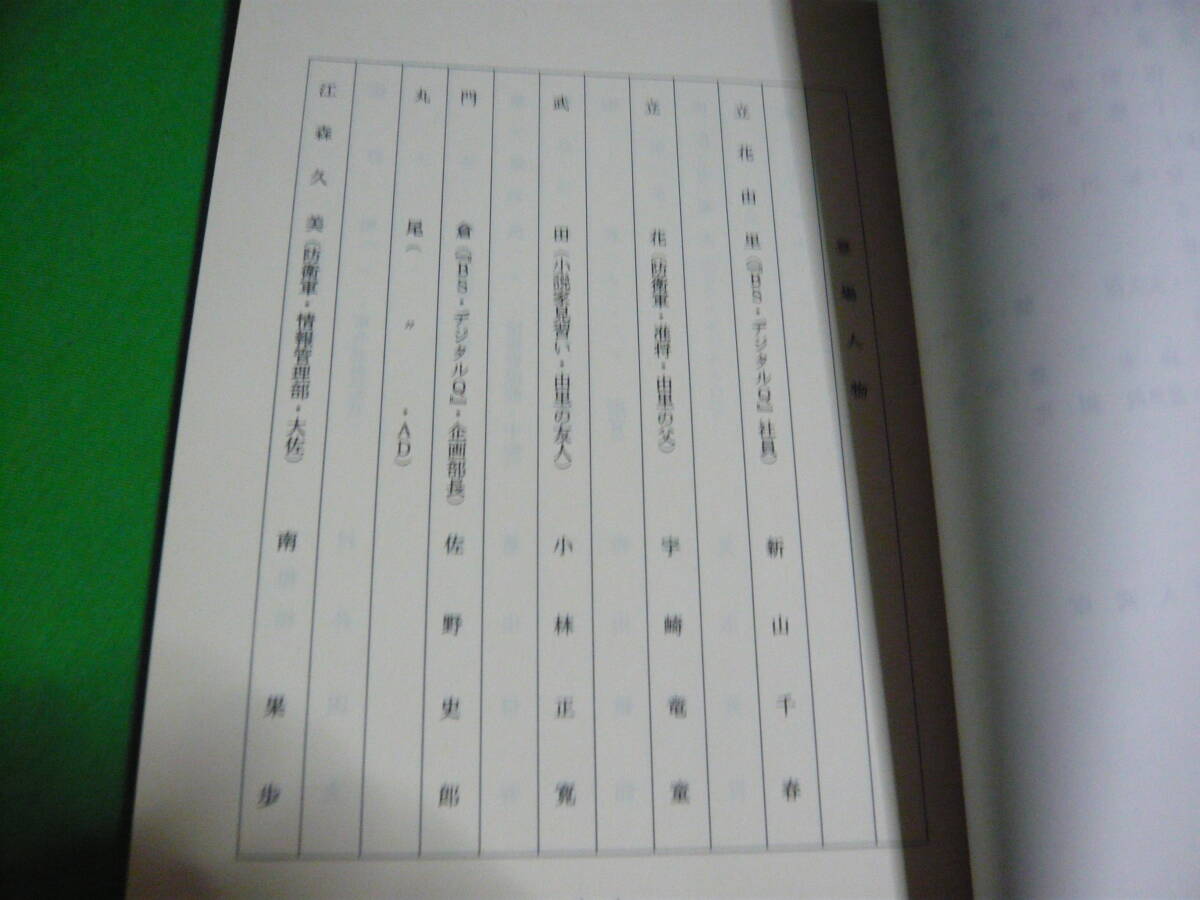 登場人物
立花由里（『BS・デジタルQ』社員） 新山千春
立花（防衛軍・准将・由里の父） 宇崎竜童
武田（小説家見習い・由里の友人） 小林正寛
門倉（『BS・デジタルQ』・企画部長） 佐野史郎
丸尾（ 〃 ・AD）
江森久美（防衛軍・情報管理部・大佐） 南果歩